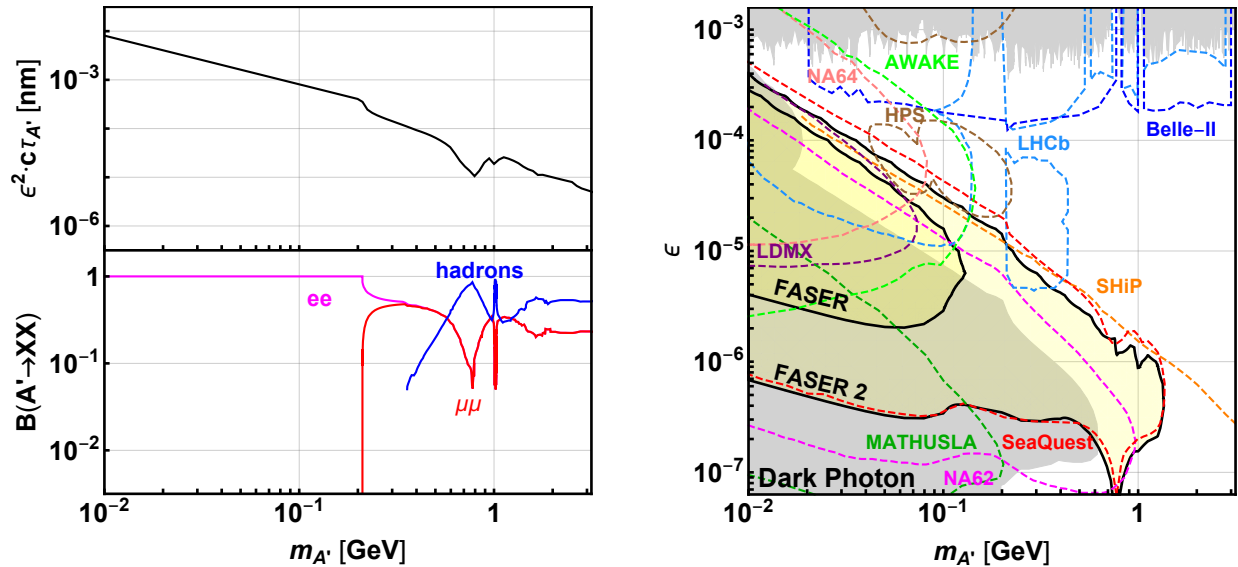 ε²·cτ_A' [nm]
10⁻³
10⁻⁶
B(A'→XX)
1
10⁻¹
10⁻²
hadrons
ee
μμ
10⁻² 10⁻¹ 1
m_A' [GeV]
ε
10⁻³
10⁻⁴
10⁻⁵
10⁻⁶
10⁻⁷
AWAKE
NA64
HPS
Belle−II
LHCb
LDMX
SHiP
FASER
FASER 2
MATHUSLA
SeaQuest
Dark Photon
NA62
10⁻² 10⁻¹ 1
m_A' [GeV]